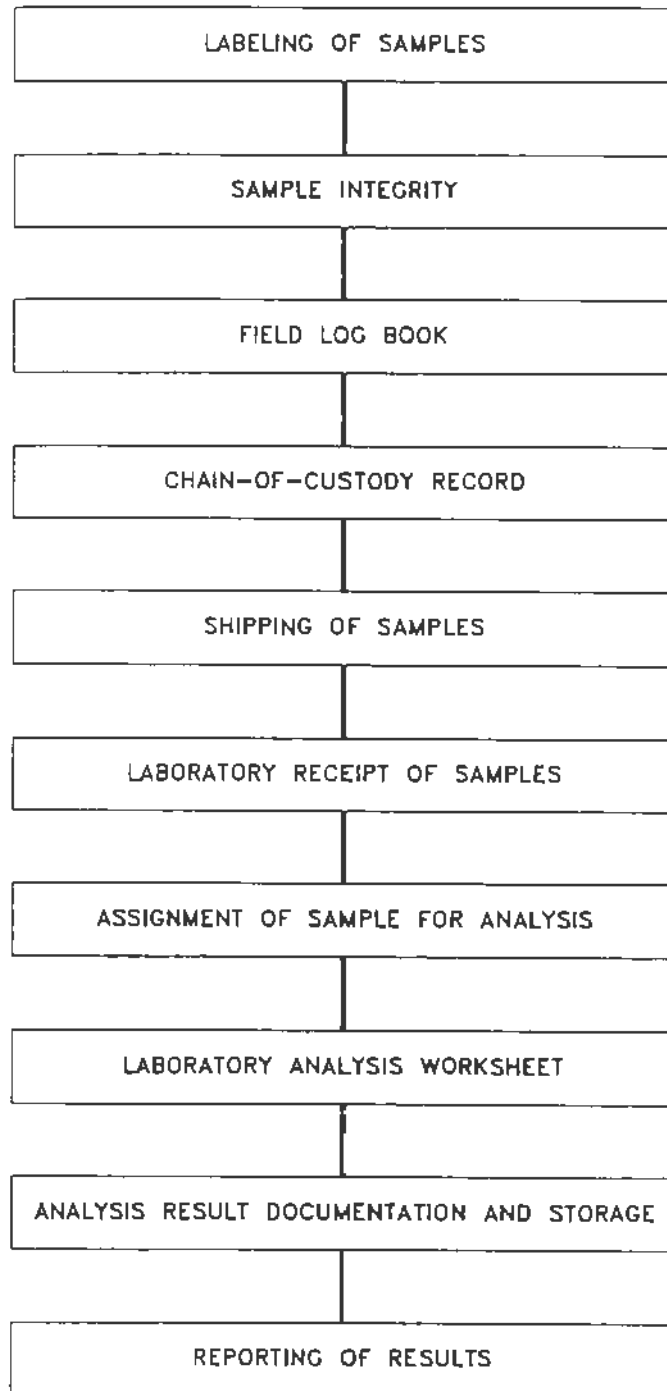 LABELING OF SAMPLES
SAMPLE INTEGRITY
FIELD LOG BOOK
CHAIN-OF-CUSTODY RECORD
SHIPPING OF SAMPLES
LABORATORY RECEIPT OF SAMPLES
ASSIGNMENT OF SAMPLE FOR ANALYSIS
LABORATORY ANALYSIS WORKSHEET
ANALYSIS RESULT DOCUMENTATION AND STORAGE
REPORTING OF RESULTS